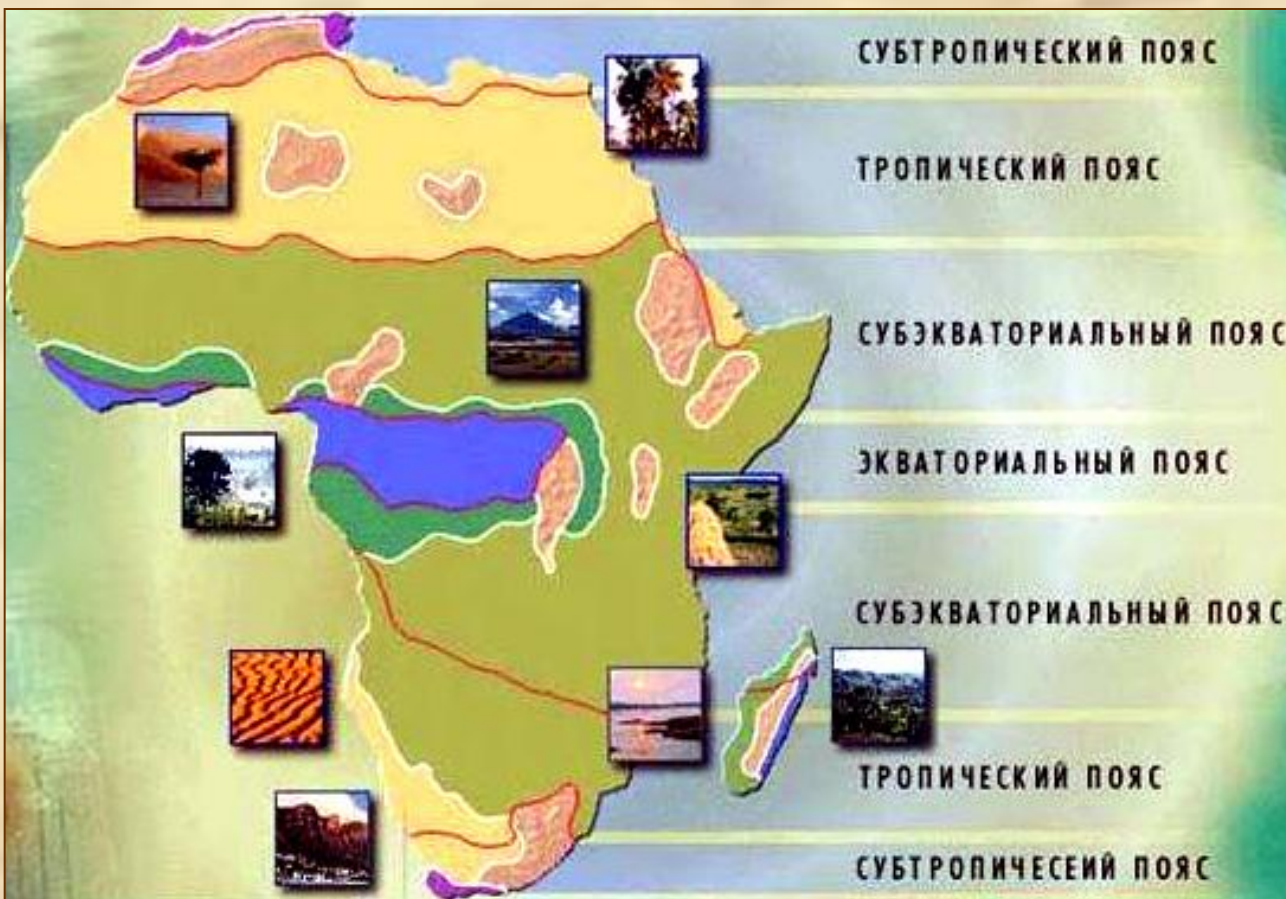 СУБТРОПИЧЕСКИЙ ПОЯС
ТРОПИЧЕСКИЙ ПОЯС
СУБЭКВАТОРИАЛЬНЫЙ ПОЯС
ЭКВАТОРИАЛЬНЫЙ ПОЯС
СУБЭКВАТОРИАЛЬНЫЙ ПОЯС
ТРОПИЧЕСКИЙ ПОЯС
СУБТРОПИЧЕСЕИЙ ПОЯС